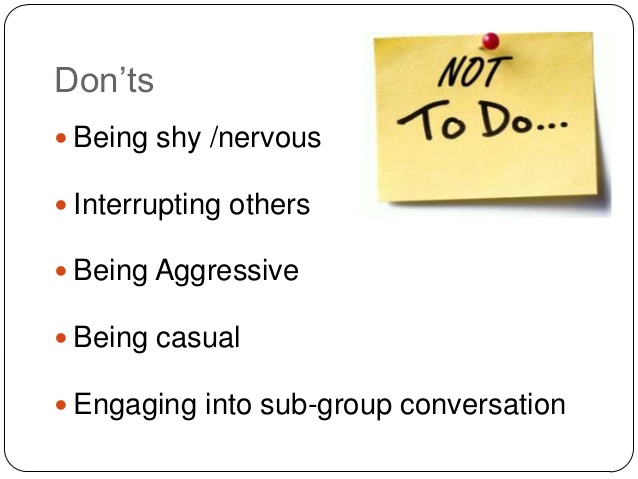 Don'ts
NOT
To Do...
• Being shy /nervous
• Interrupting others
• Being Aggressive
• Being casual
• Engaging into sub-group conversation